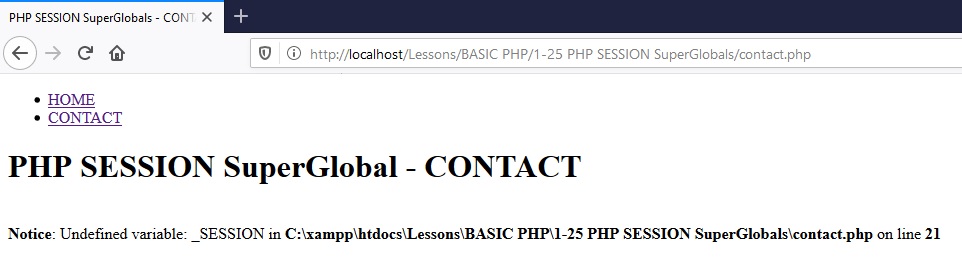 PHP SESSION SuperGlobals - CONT
http://localhost/Lessons/BASIC PHP/1-25 PHP SESSION SuperGlobals/contact.php
HOME
CONTACT
PHP SESSION SuperGlobal - CONTACT
Notice: Undefined variable: _SESSION in C:\xampp\htdocs\Lessons\BASIC PHP\1-25 PHP SESSION SuperGlobals\contact.php on line 21